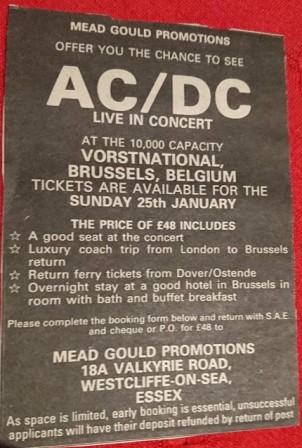 MEAD GOULD PROMOTIONS
OFFER YOU THE CHANCE TO SEE
AC/DC
LIVE IN CONCERT
AT THE 10,000 CAPACITY
VORSTNATIONAL,
BRUSSELS, BELGIUM
TICKETS ARE AVAILABLE FOR THE
SUNDAY 25th JANUARY
THE PRICE OF £48 INCLUDES
☆ A good seat at the concert
☆ Luxury coach trip from London to Brussels
return
☆ Return ferry tickets from Dover/Ostende
☆ Overnight stay at a good hotel in Brussels in
room with bath and buffet breakfast
Please complete the booking form below and return with S.A.E.
and cheque or P.O. for £48 to
MEAD GOULD PROMOTIONS
18A VALKYRIE ROAD,
WESTCLIFFE-ON-SEA,
ESSEX
As space is limited, early booking is essential, unsuccessful
applicants will have their deposit refunded by return of post